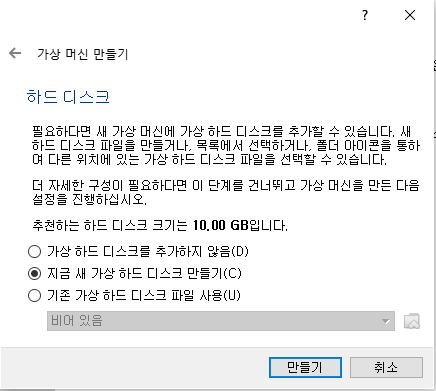 가상 머신 만들기
하드 디스크
필요하다면 새 가상 머신에 가상 하드 디스크를 추가할 수 있습니다. 새
하드 디스크 파일을 만들거나, 목록에서 선택하거나, 폴더 아이콘을 통하
여 다른 위치에 있는 가상 하드 디스크 파일을 선택할 수 있습니다.
더 자세한 구성이 필요하다면 이 단계를 건너뛰고 가상 머신을 만든 다음
설정을 진행하십시오.
추천하는 하드 디스크 크기는 10.00 GB입니다.
가상 하드 디스크를 추가하지 않음(D)
지금 새 가상 하드 디스크 만들기(C)
기존 가상 하드 디스크 파일 사용(U)
비어 있음
만들기
취소